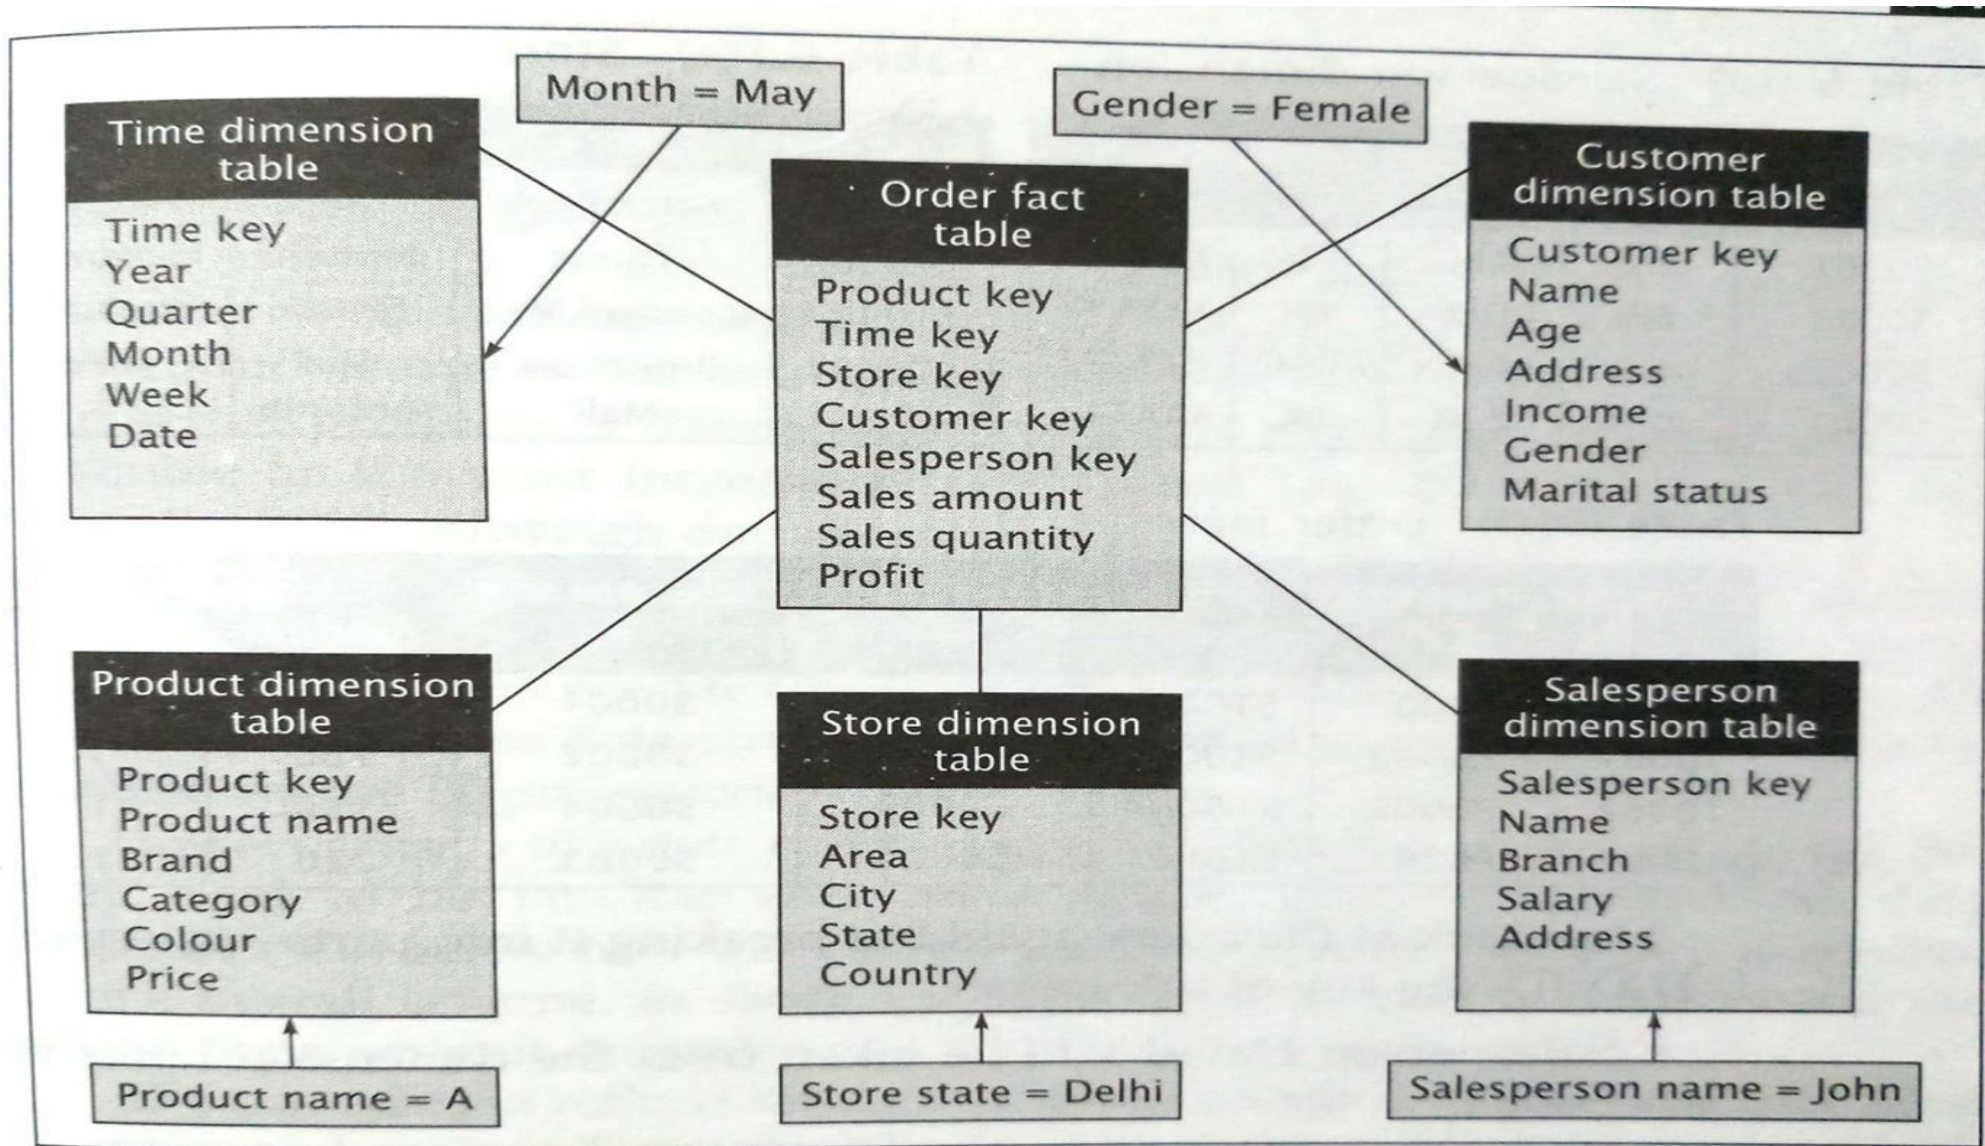 Month = May
Gender = Female
Time dimension
table
Time key
Year
Quarter
Month
Week
Date
Order fact
table
Product key
Time key
Store key
Customer key
Salesperson key
Sales amount
Sales quantity
Profit
Customer
dimension table
Customer key
Name
Age
Address
Income
Gender
Marital status
Product dimension
table
Product key
Product name
Brand
Category
Colour
Price
Store dimension
table
Store key
Area
City
State
Country
Salesperson
dimension table
Salesperson key
Name
Branch
Salary
Address
Product name = A
Store state = Delhi
Salesperson name = John